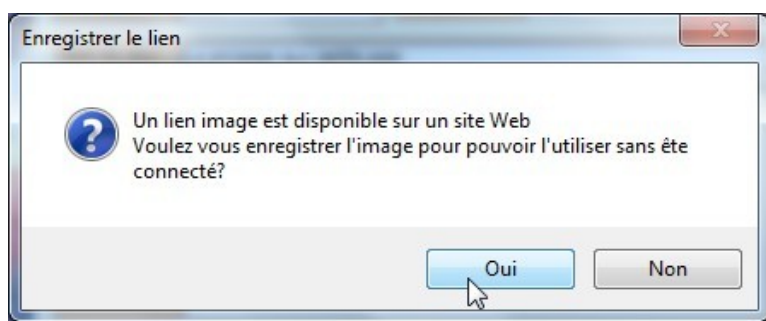 Enregistrer le lien
Un lien image est disponible sur un site Web
Voulez vous enregistrer l'image pour pouvoir l'utiliser sans ête
connecté?
Oui
Non